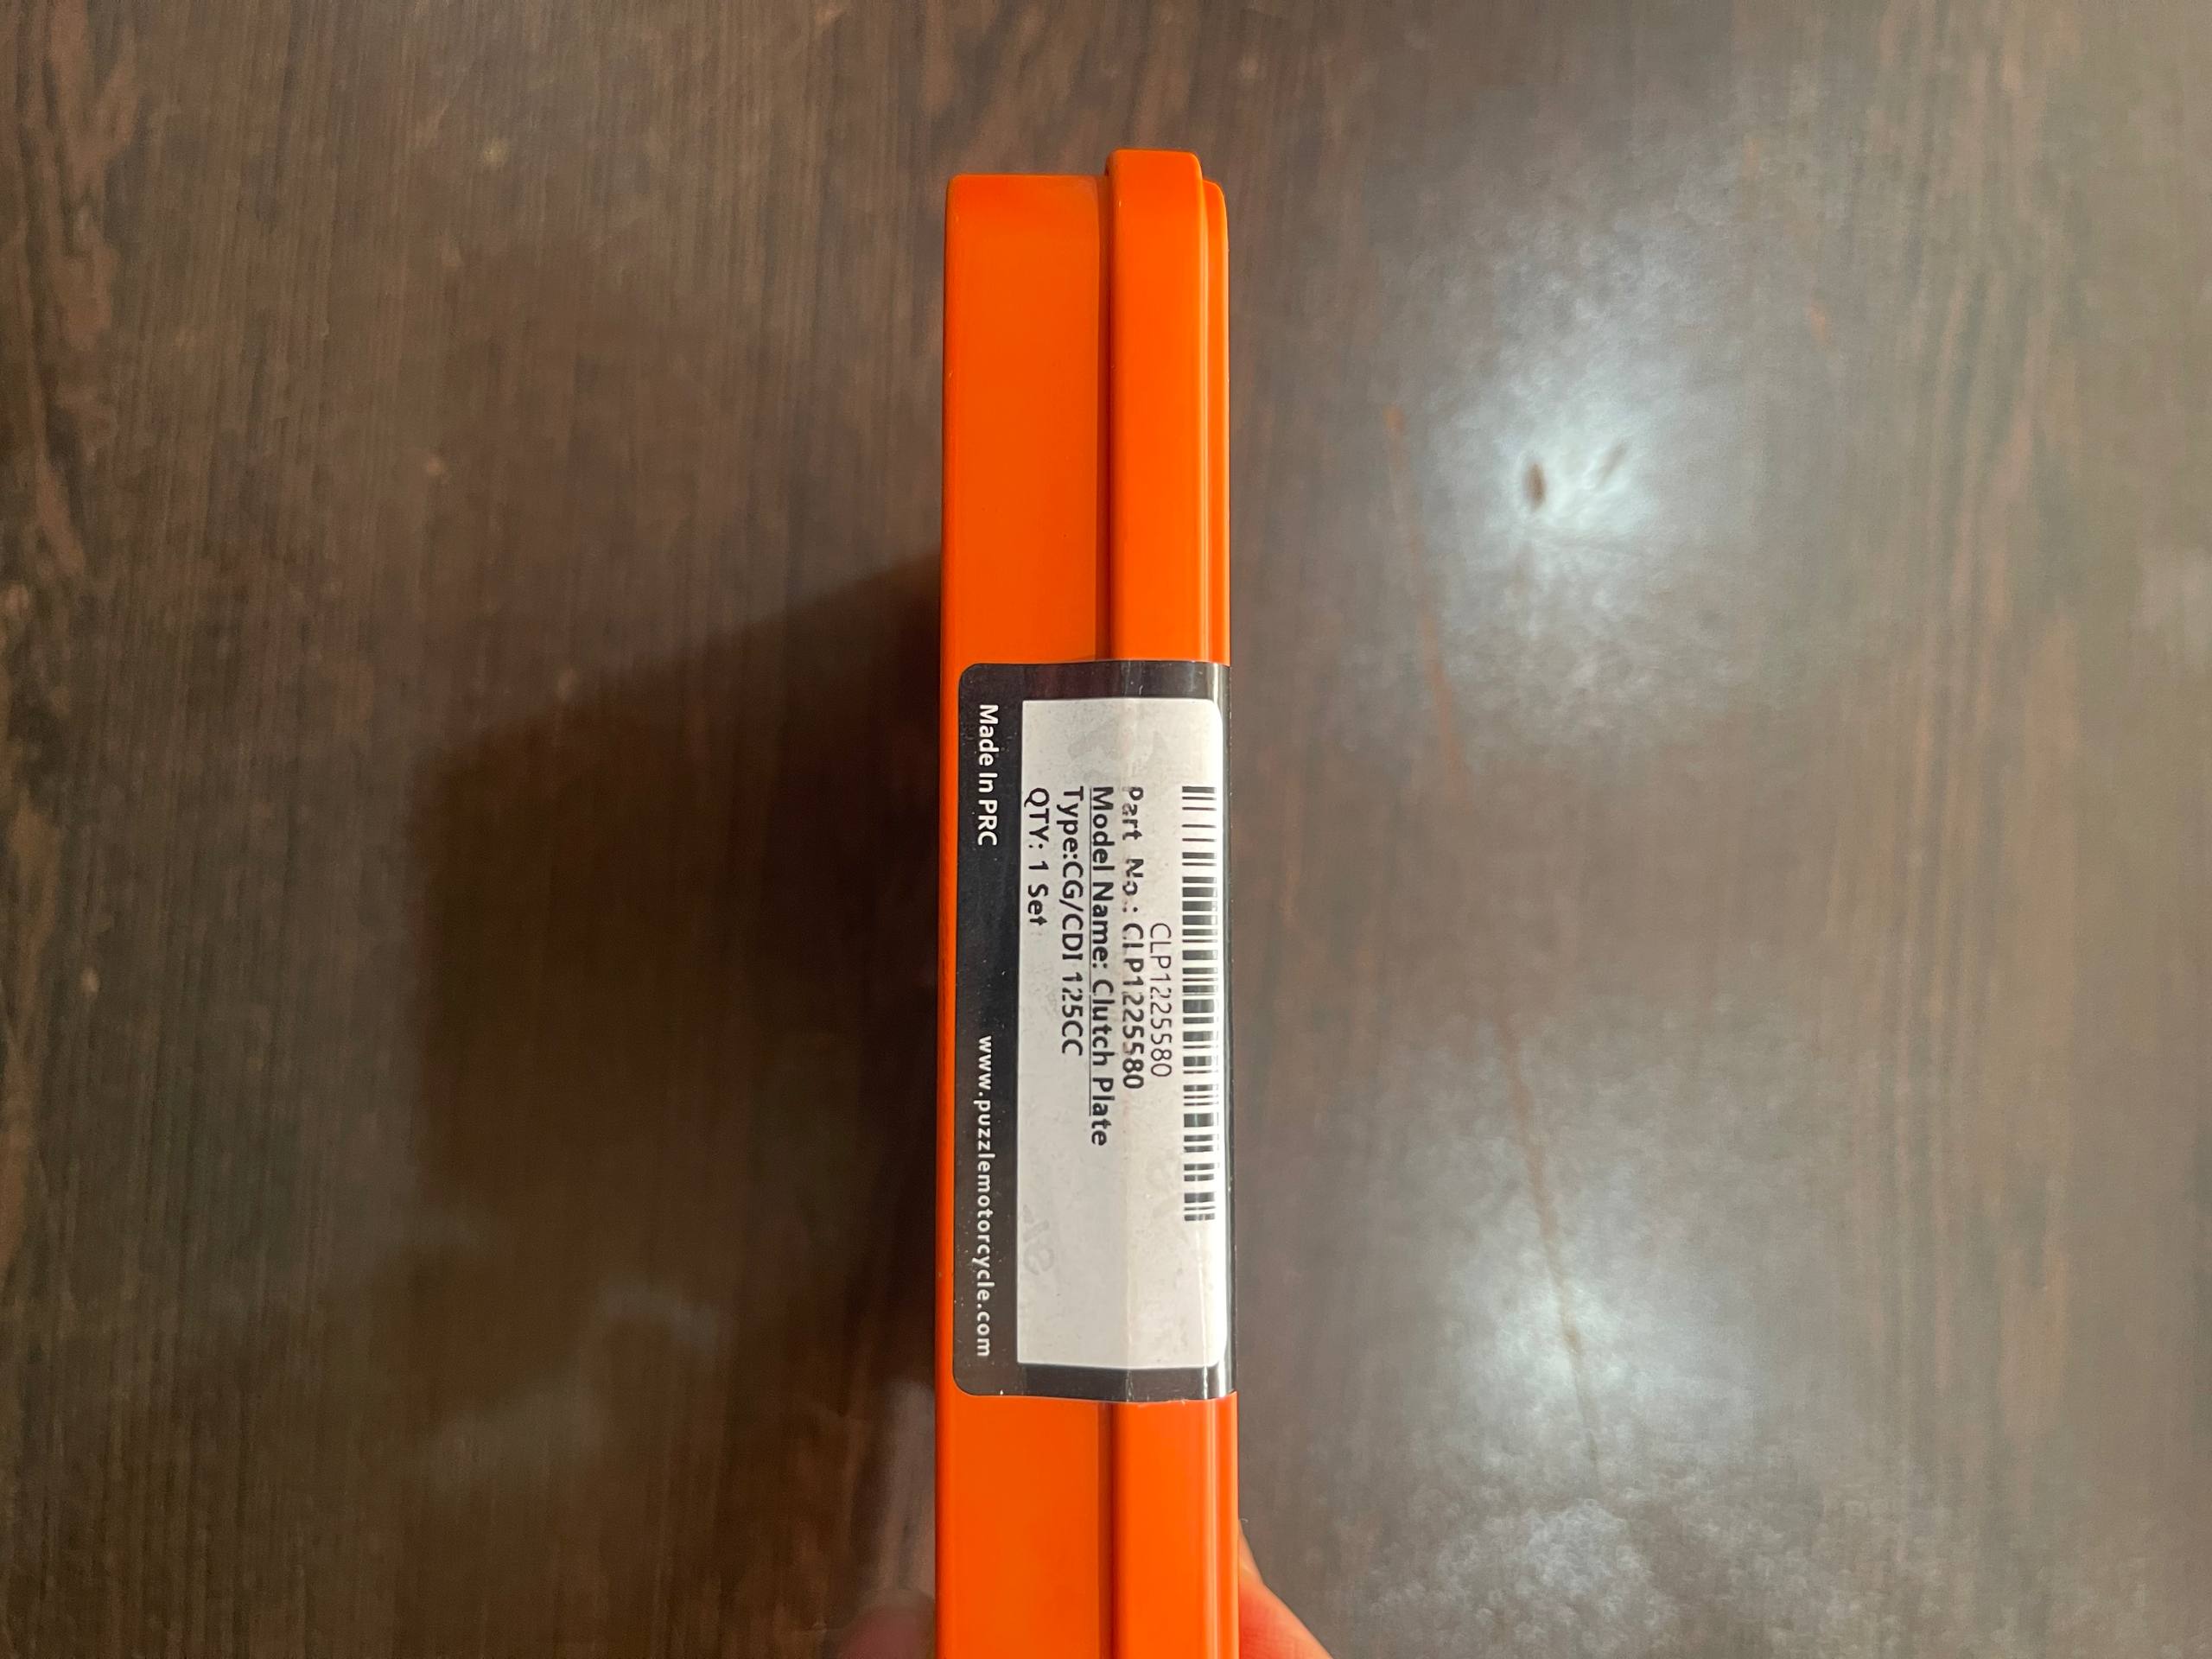 CLP1225580
Part No.: CLP1225580
Model Name: Clutch Plate
Type:CG/CDI 125CC
QTY: 1 Set
Made In PRC www.puzzlemotorcycle.com